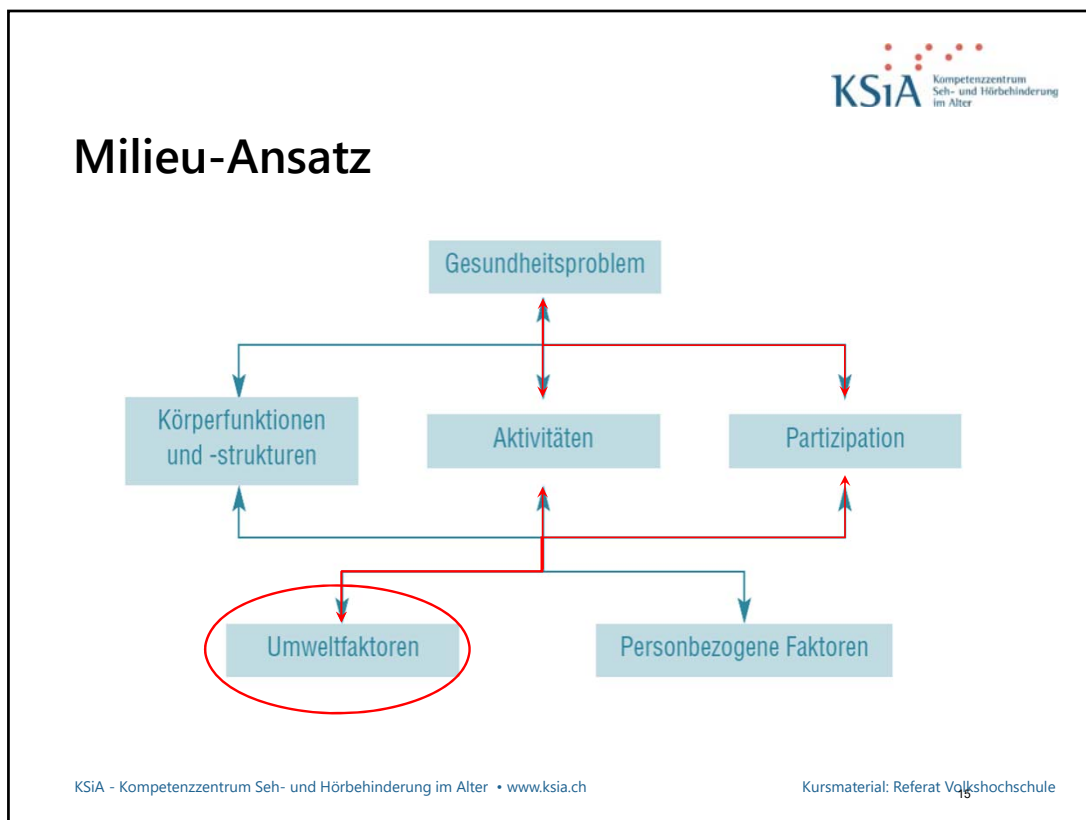 KSiA Kompetenzzentrum
Seh- und Hörbehinderung
im Alter
Milieu-Ansatz
Gesundheitsproblem
Körperfunktionen
und -strukturen
Aktivitäten
Partizipation
Umweltfaktoren
Personbezogene Faktoren
KSiA - Kompetenzzentrum Seh- und Hörbehinderung im Alter • www.ksia.ch
Kursmaterial: Referat Volkshochschule
15